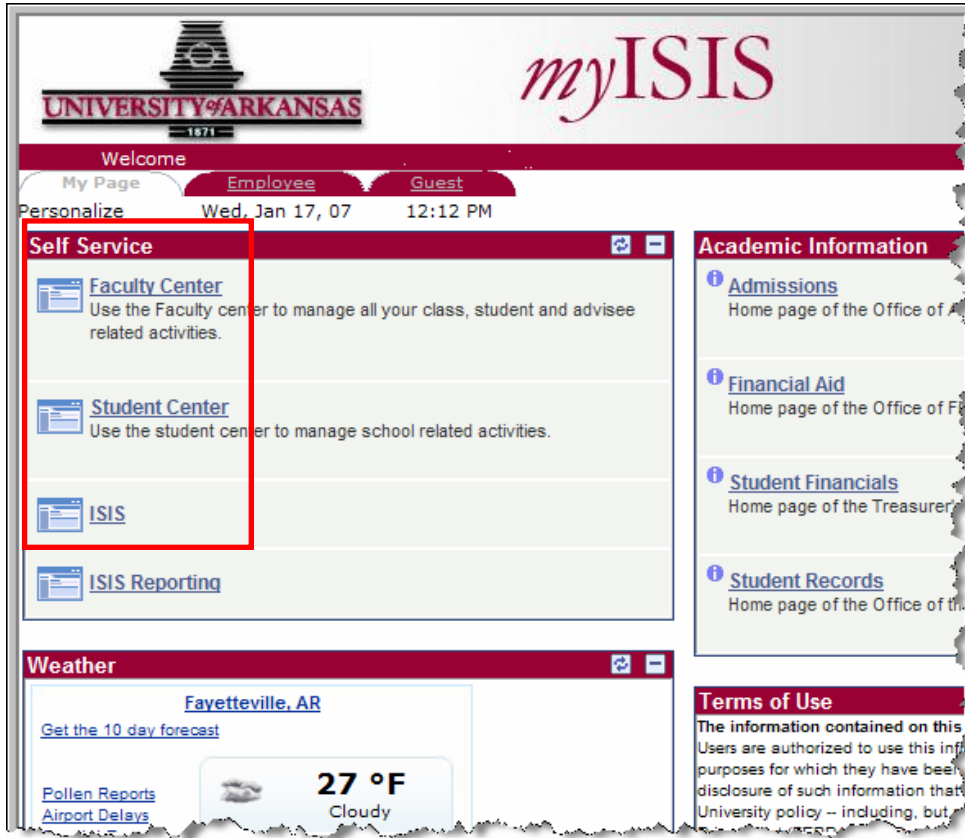 UNIVERSITY of ARKANSAS
1871
myISIS
Welcome
My Page Employee Guest
Personalize Wed, Jan 17, 07 12:12 PM
Self Service
Faculty Center
Use the Faculty center to manage all your class, student and advisee
related activities.
Student Center
Use the student center to manage school related activities.
ISIS
ISIS Reporting
Weather
Fayetteville, AR
Get the 10 day forecast
27 °F
Cloudy
Pollen Reports
Airport Delays
Academic Information
Admissions
Home page of the Office of
Financial Aid
Home page of the Office of
Student Financials
Home page of the Treasurer's
Student Records
Home page of the Office of
Terms of Use
The information contained on this
Users are authorized to use this
purposes for which they have been
disclosure of such information that
University policy -- including, but